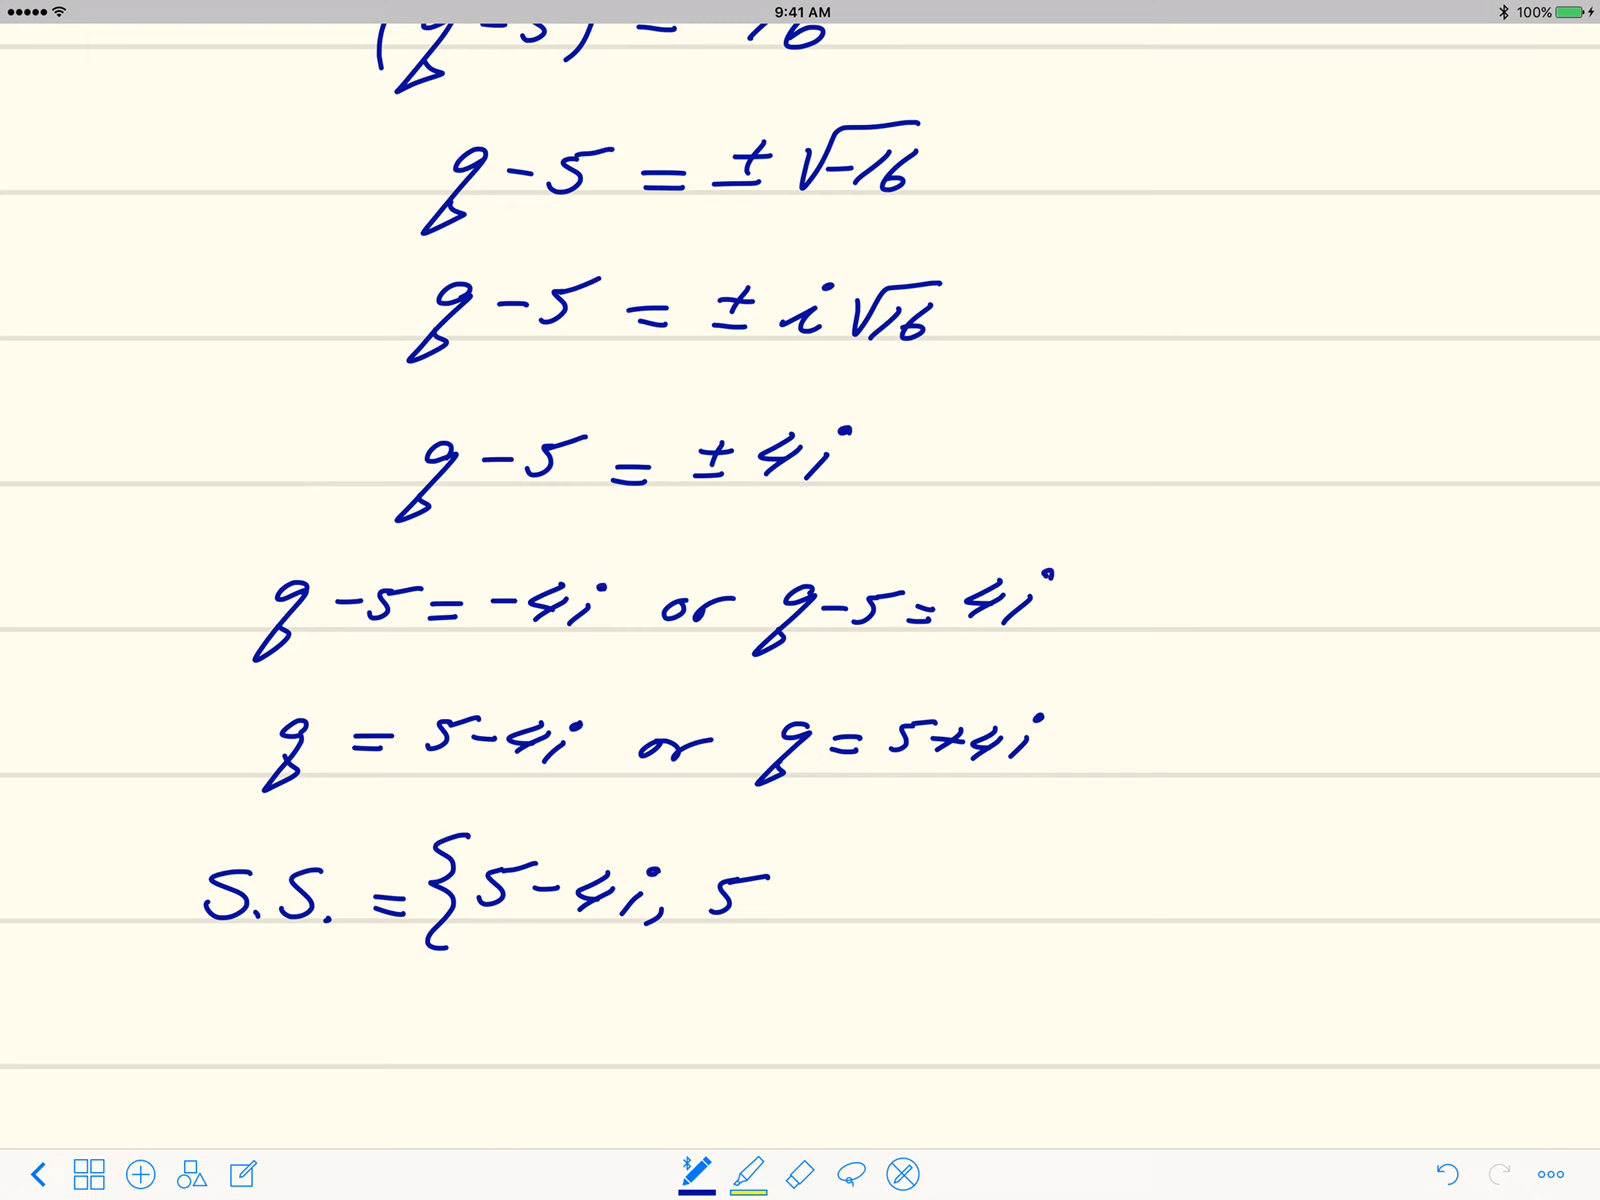 9:41 AM 100%
q - 5 = ± √-16
q - 5 = ± i √16
q - 5 = ± 4i
q - 5 = -4i or q - 5 = 4i
q = 5 - 4i or q = 5 + 4i
S.S. = { 5 - 4i, 5